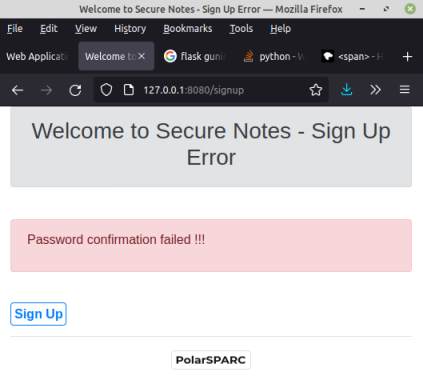 Welcome to Secure Notes - Sign Up Error — Mozilla Firefox
File Edit View History Bookmarks Tools Help
Web Applicati Welcome to flask guni python - <span> -
127.0.0.1:8080/signup
Welcome to Secure Notes - Sign Up
Error
Password confirmation failed !!!
Sign Up
PolarSPARC